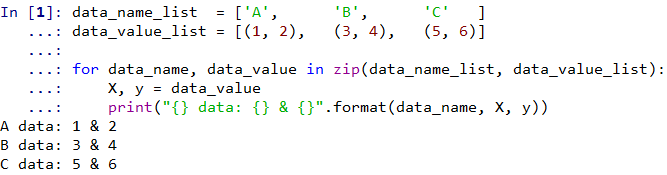 In [1]: data_name_list  = ['A',      'B',      'C'   ]
   ...: data_value_list = [(1, 2),   (3, 4),   (5, 6)]
   ...:
   ...: for data_name, data_value in zip(data_name_list, data_value_list):
   ...:     X, y = data_value
   ...:     print("{} data: {} & {}".format(data_name, X, y))
A data: 1 & 2
B data: 3 & 4
C data: 5 & 6